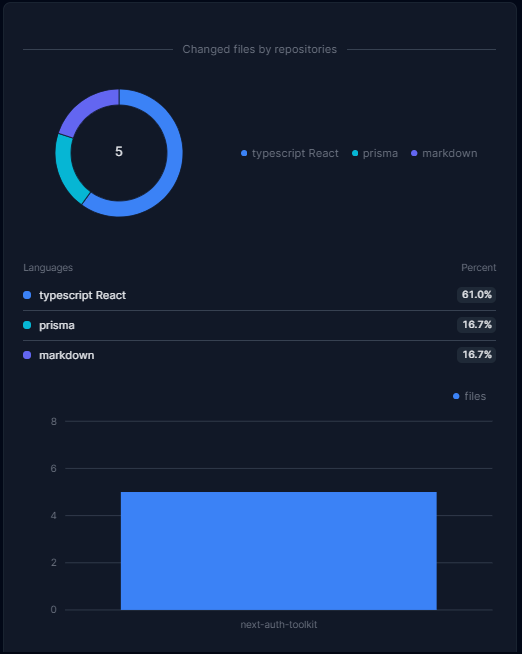 Changed files by repositories
5
typescript React prisma markdown
Languages Percent
typescript React 61.0%
prisma 16.7%
markdown 16.7%
files
8
6
4
2
0
next-auth-toolkit